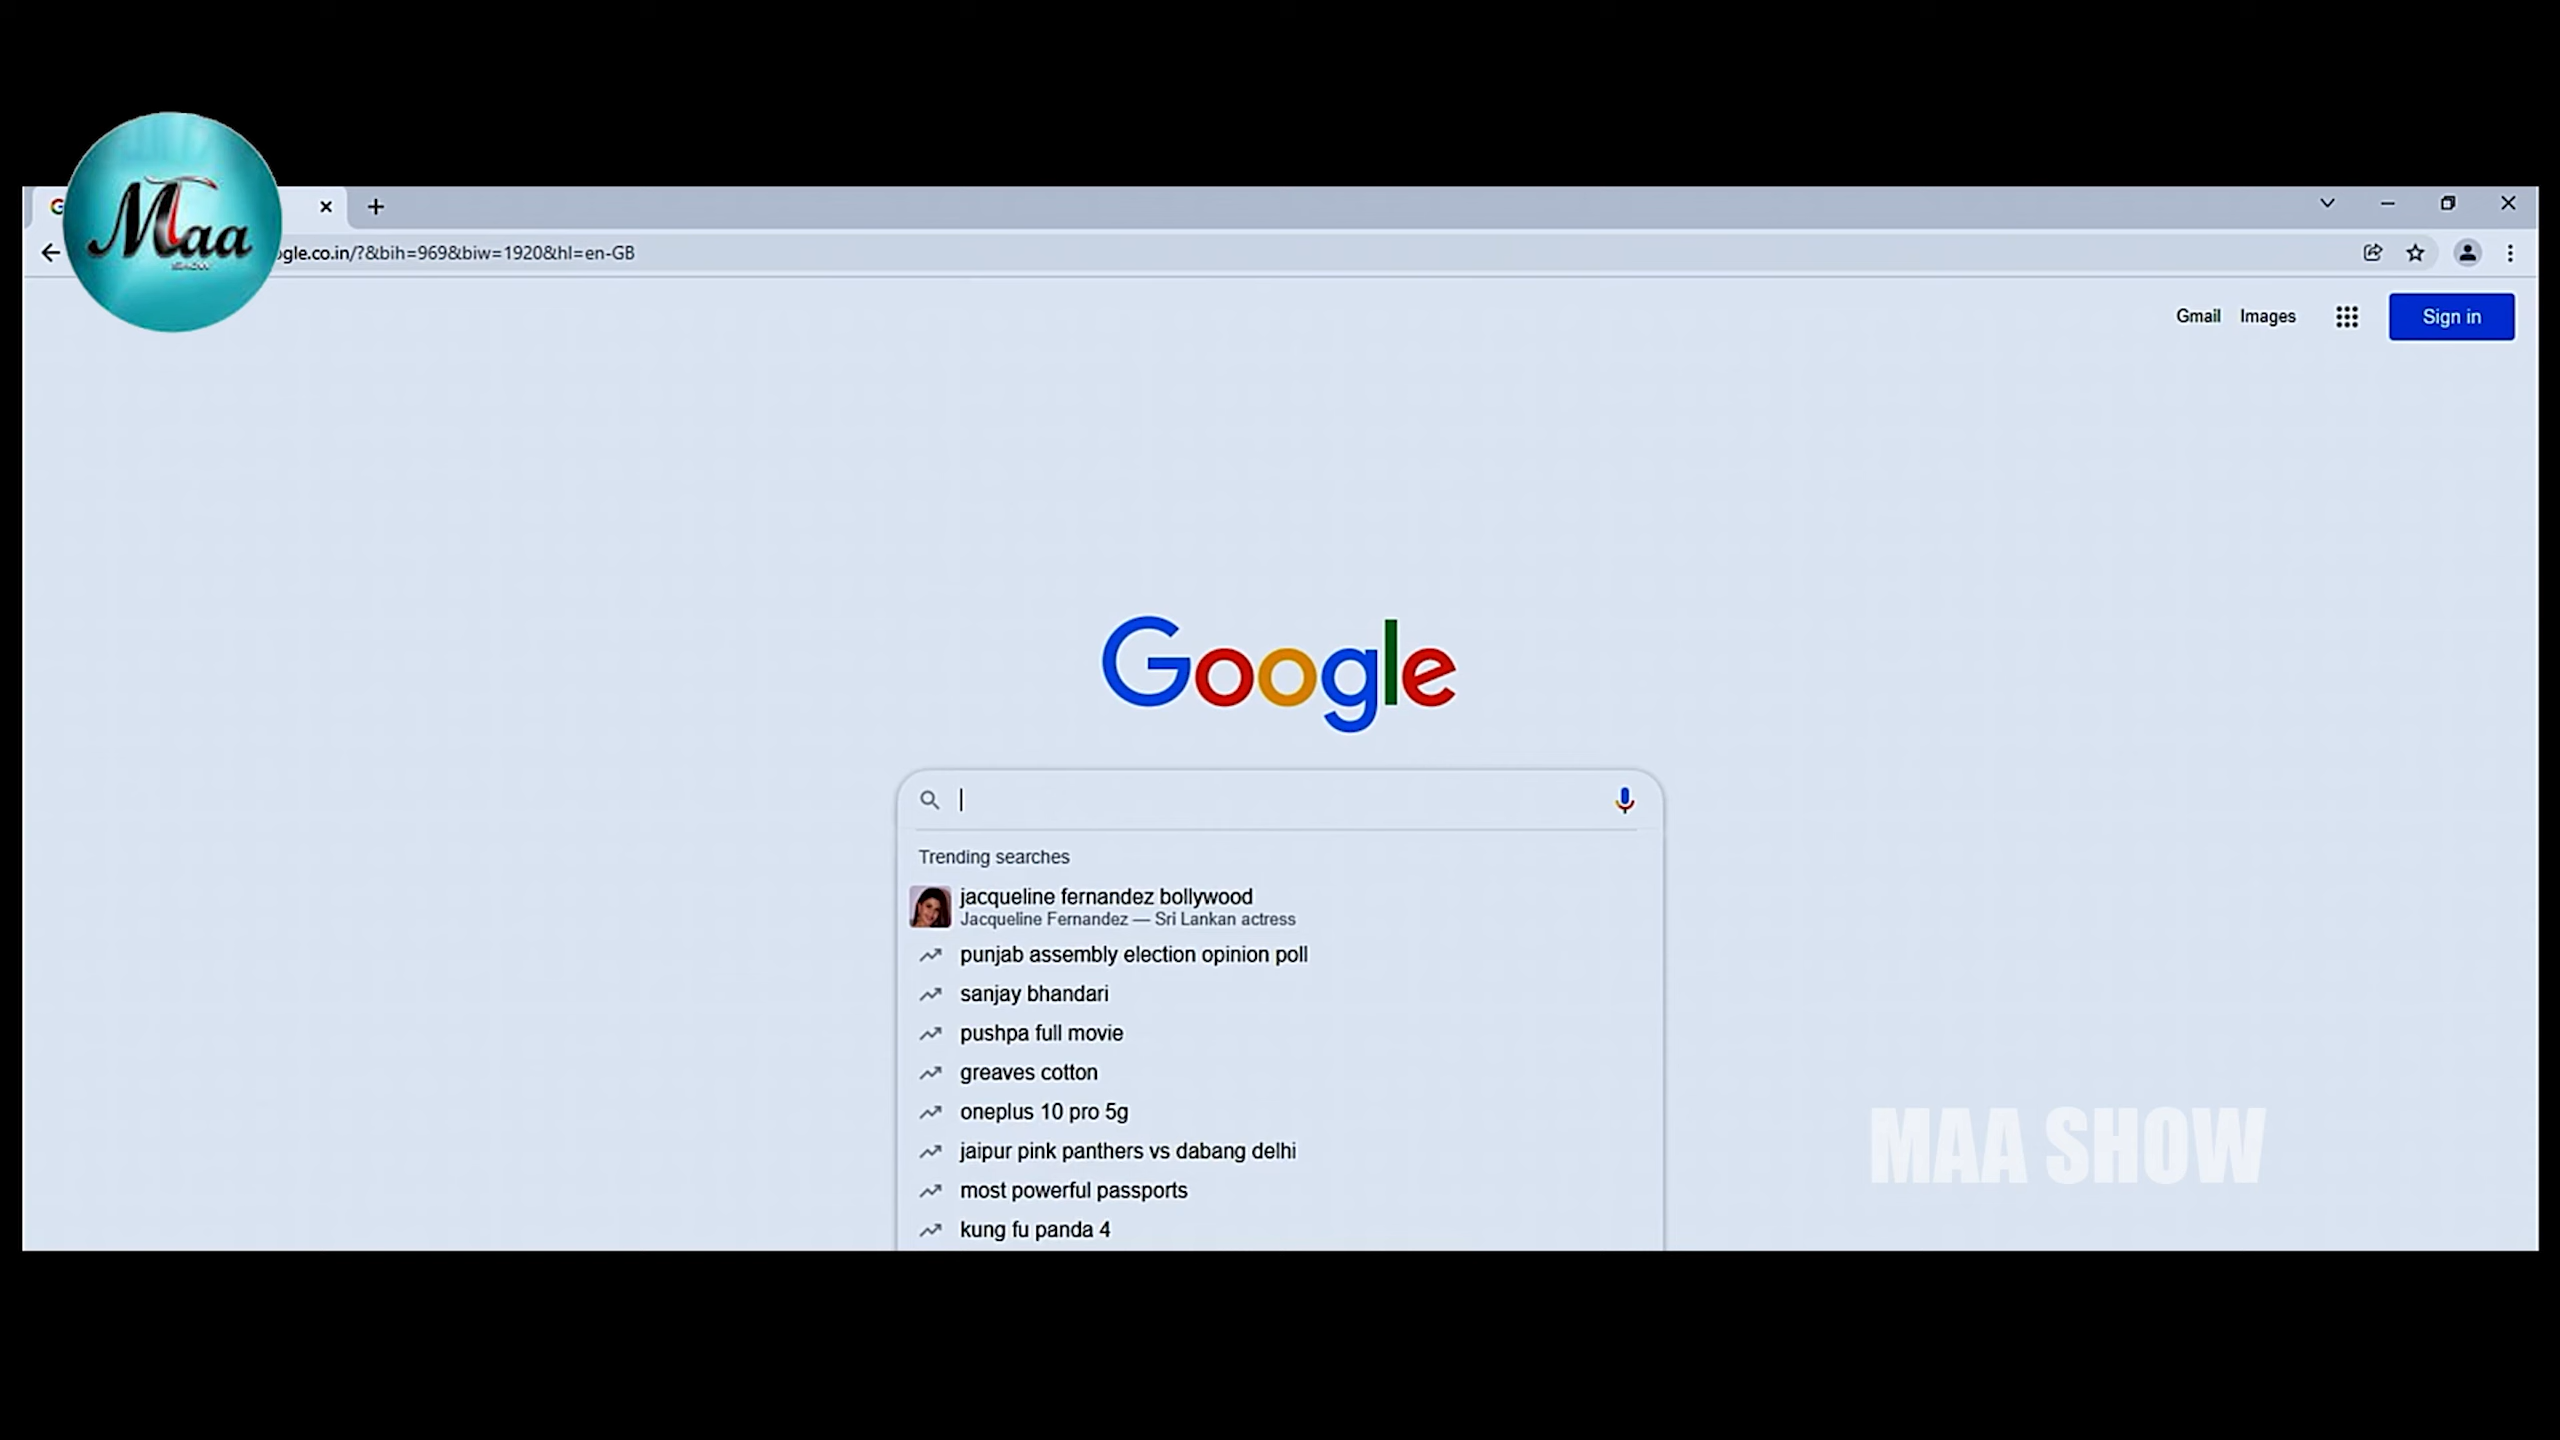 Maa
gle.co.in/?&bih=969&biw=1920&hl=en-GB
Gmail Images Sign in
Google
Trending searches
jacqueline fernandez bollywood
Jacqueline Fernandez — Sri Lankan actress
punjab assembly election opinion poll
sanjay bhandari
pushpa full movie
greaves cotton
oneplus 10 pro 5g
jaipur pink panthers vs dabang delhi
most powerful passports
kung fu panda 4
MAA SHOW